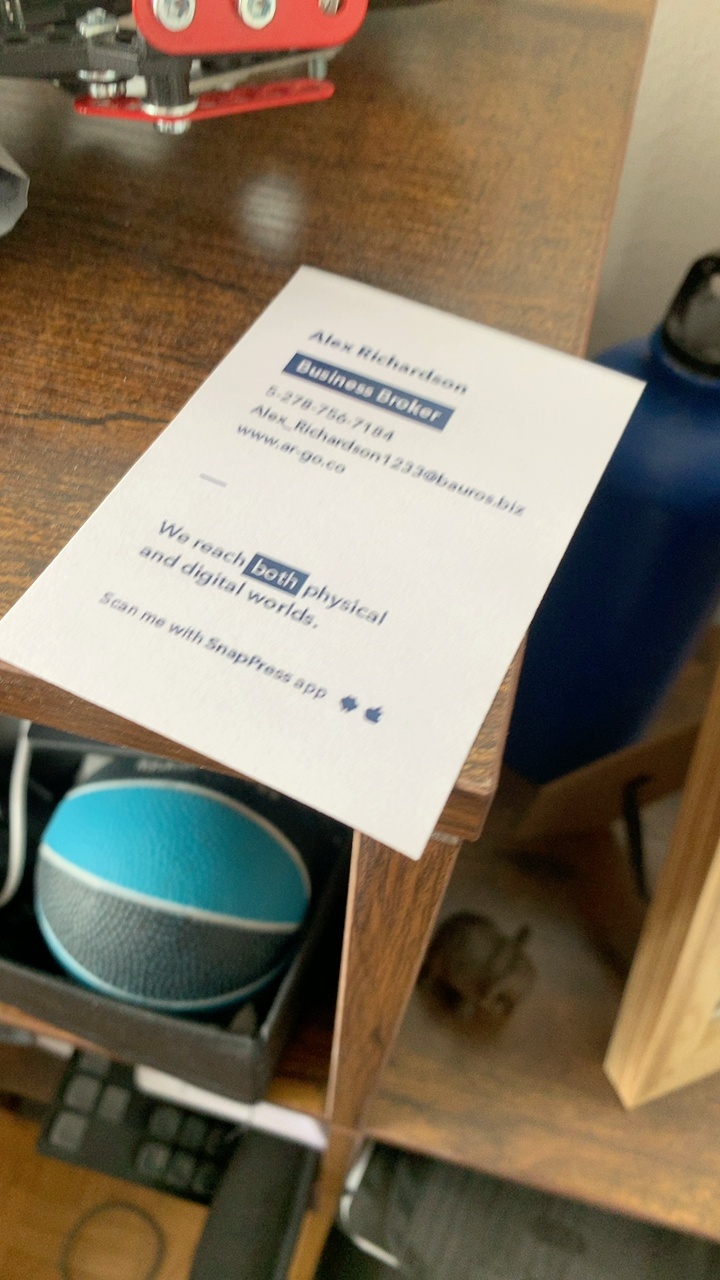 Alex Richardson
Business Broker
5-278-756-7184
Alex_Richardson1233@bauros.biz
www.ar-go.co
We reach both physical
and digital worlds.
Scan me with SnapPress app